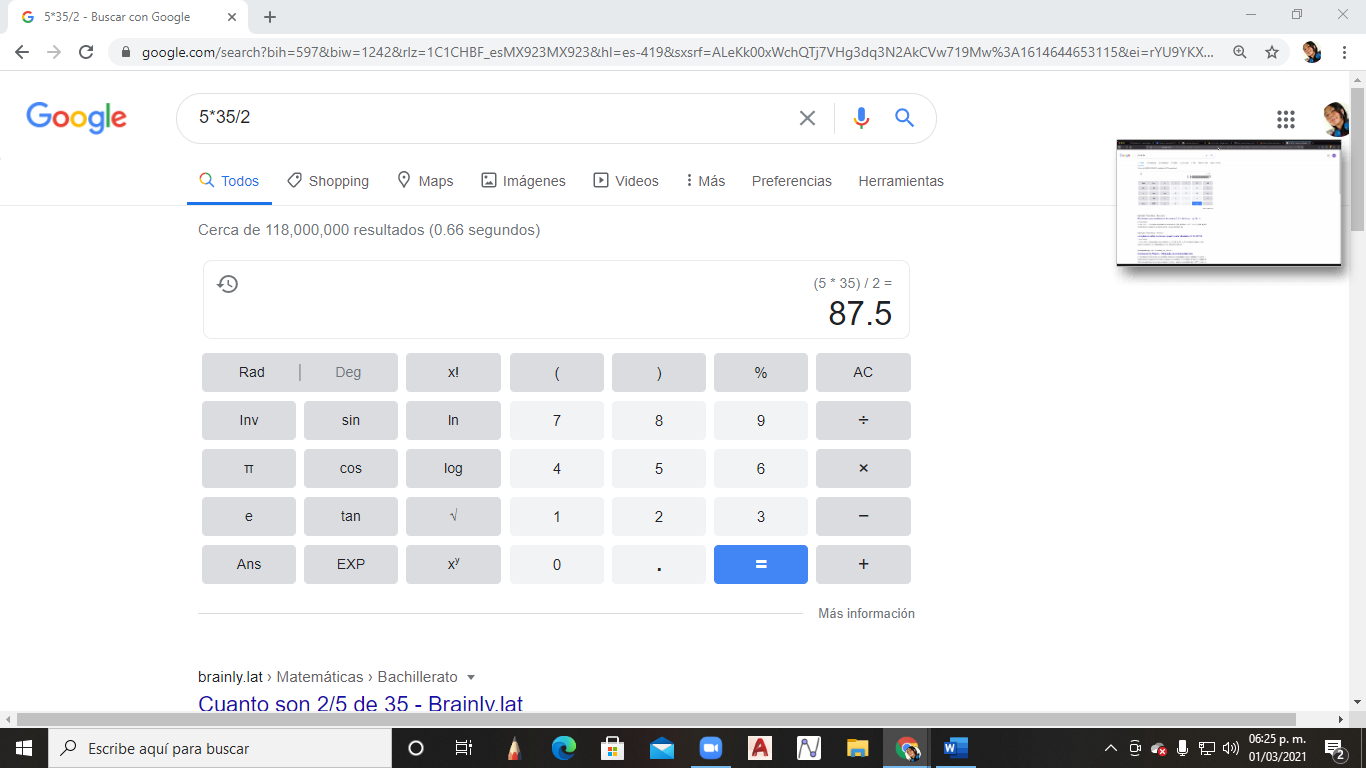 5*35/2 - Buscar con Google
google.com/search?bih=597&biw=1242&rlz=1C1CHBF_esMX923MX923&hl=es-419&sxsrf=ALeKk00xWchQTj7VHg3dq3N2AkCVw719Mw%3A1614644653115&ei=rYU9YKX...
Google
5*35/2
Todos Shopping Maps Imágenes Videos Más Preferencias Herramientas
Cerca de 118,000,000 resultados (0.66 segundos)
(5 * 35) / 2 =
87.5
Rad | Deg x! ( ) % AC
Inv sin ln 7 8 9 ÷
π cos log 4 5 6 ×
e tan √ 1 2 3 −
Ans EXP xʸ 0 . = +
Más información
brainly.lat › Matemáticas › Bachillerato
Cuanto son 2/5 de 35 - Brainly.lat
Escribe aquí para buscar
06:25 p. m.
01/03/2021
2